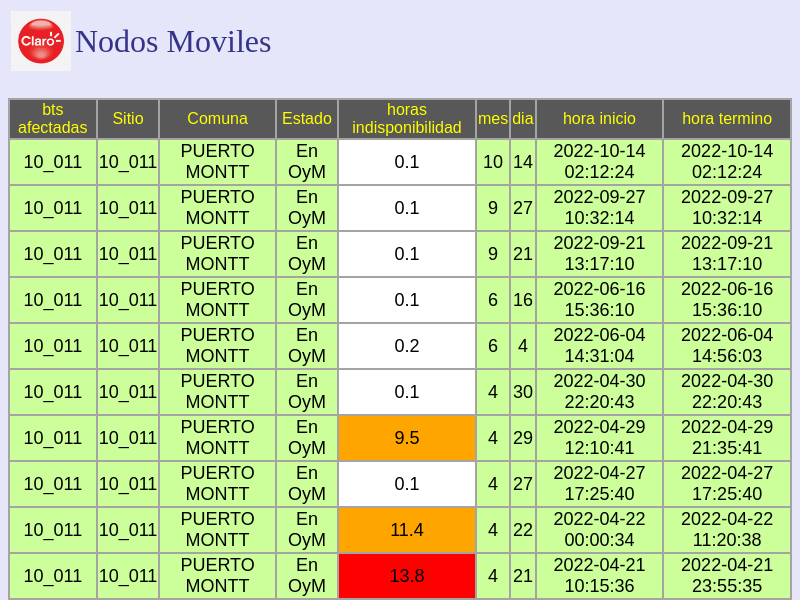 Claro
Nodos Moviles
bts afectadas Sitio Comuna Estado horas indisponibilidad mes dia hora inicio hora termino
10_011 10_011 PUERTO MONTT En OyM 0.1 10 14 2022-10-14 02:12:24 2022-10-14 02:12:24
10_011 10_011 PUERTO MONTT En OyM 0.1 9 27 2022-09-27 10:32:14 2022-09-27 10:32:14
10_011 10_011 PUERTO MONTT En OyM 0.1 9 21 2022-09-21 13:17:10 2022-09-21 13:17:10
10_011 10_011 PUERTO MONTT En OyM 0.1 6 16 2022-06-16 15:36:10 2022-06-16 15:36:10
10_011 10_011 PUERTO MONTT En OyM 0.2 6 4 2022-06-04 14:31:04 2022-06-04 14:56:03
10_011 10_011 PUERTO MONTT En OyM 0.1 4 30 2022-04-30 22:20:43 2022-04-30 22:20:43
10_011 10_011 PUERTO MONTT En OyM 9.5 4 29 2022-04-29 12:10:41 2022-04-29 21:35:41
10_011 10_011 PUERTO MONTT En OyM 0.1 4 27 2022-04-27 17:25:40 2022-04-27 17:25:40
10_011 10_011 PUERTO MONTT En OyM 11.4 4 22 2022-04-22 00:00:34 2022-04-22 11:20:38
10_011 10_011 PUERTO MONTT En OyM 13.8 4 21 2022-04-21 10:15:36 2022-04-21 23:55:35